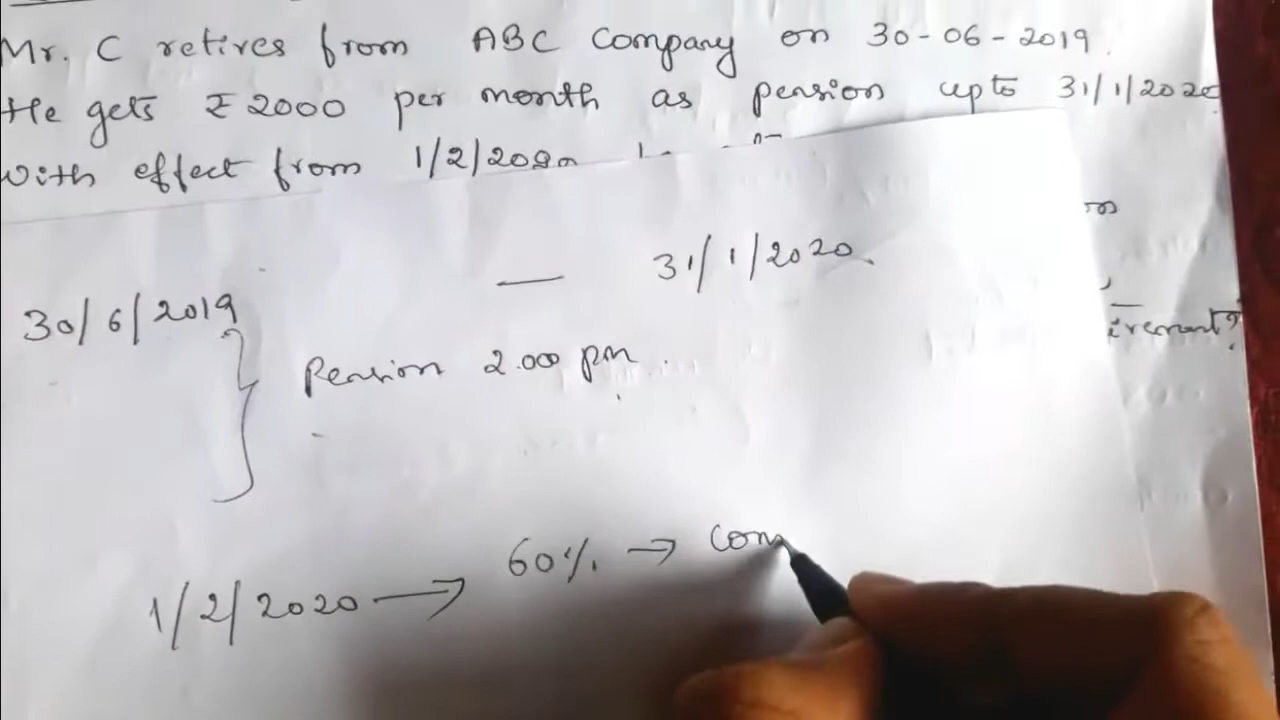 Mr. C retires from ABC Company on 30-06-2019.
He gets ₹2000 per month as pension upto 31/1/2020
with effect from 1/2/2020
31/1/2020.
30/6/2019
irement?
Pension 2000 pm.
60% → Com
1/2/2020 →